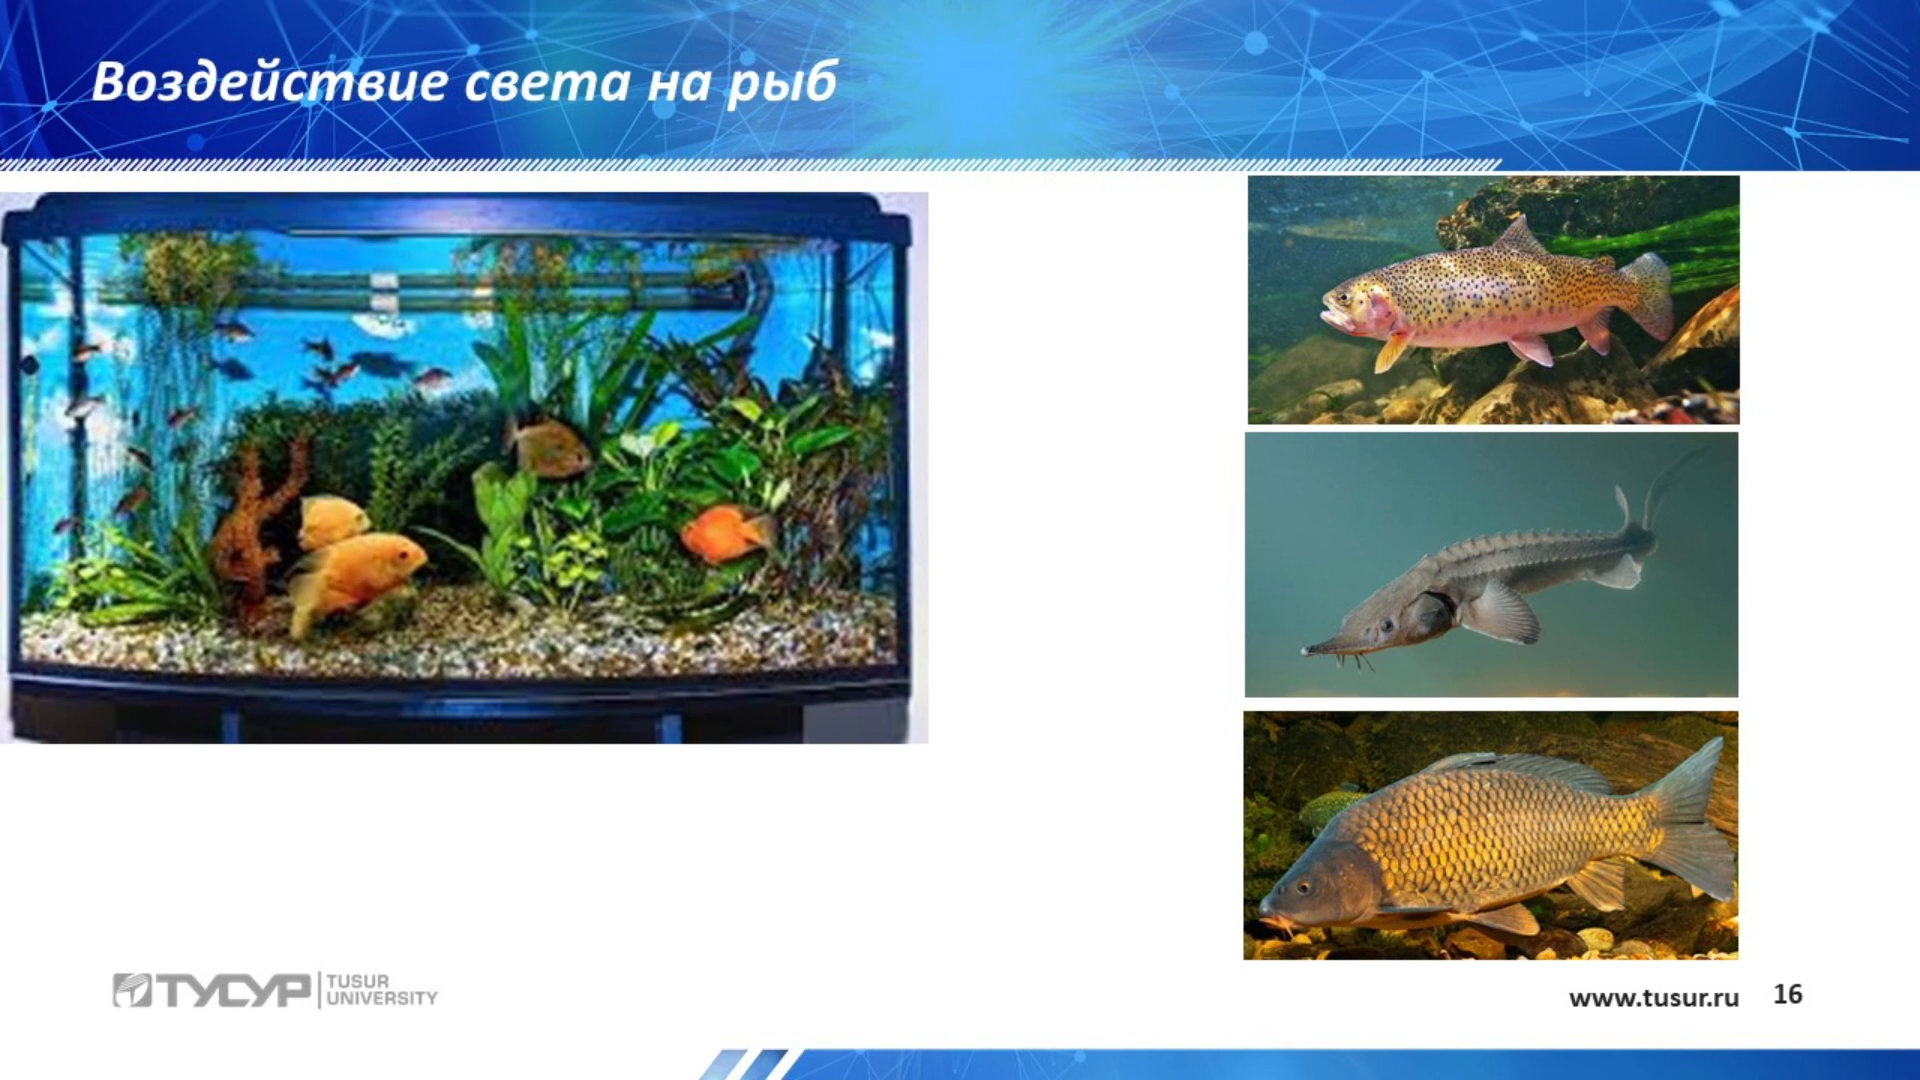 Воздействие света на рыб
ТУСУР
TUSUR
UNIVERSITY
www.tusur.ru
16